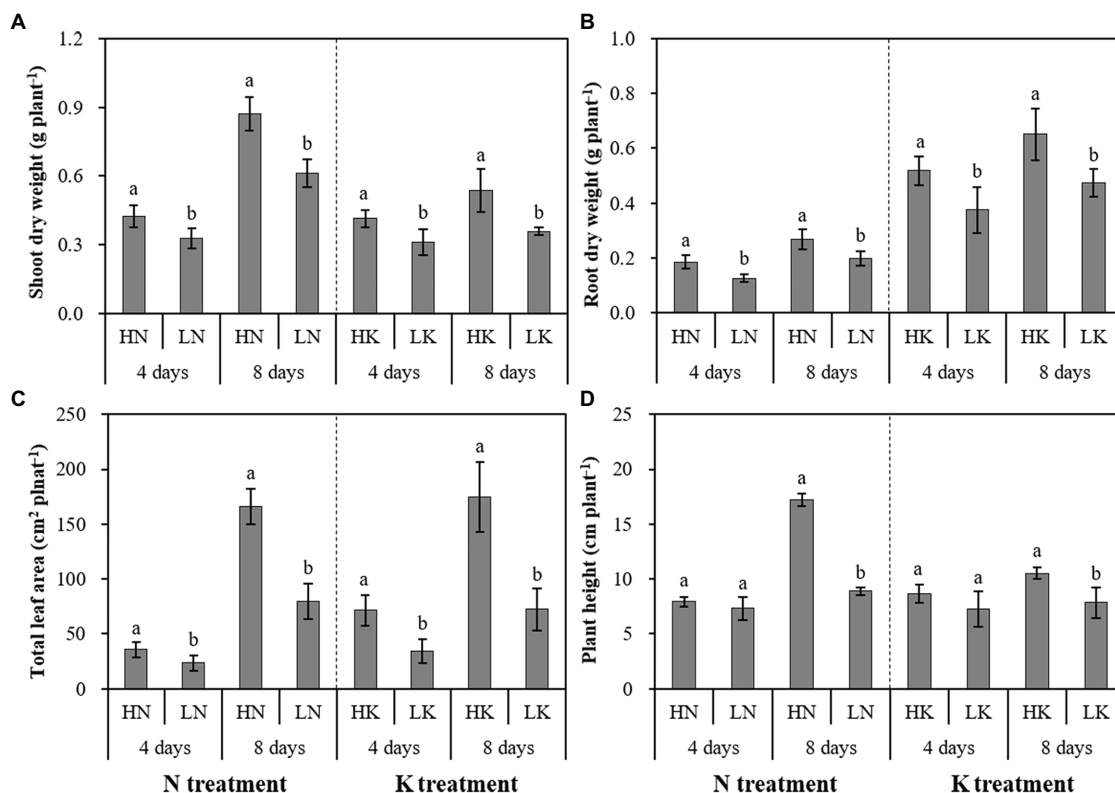 A
Shoot dry weight (g plant⁻¹)
1.2
0.9
0.6
0.3
0.0
a
b
a
b
a
b
a
b
HN LN HN LN HK LK HK LK
4 days 8 days 4 days 8 days
B
Root dry weight (g plant⁻¹)
1.0
0.8
0.6
0.4
0.2
0.0
a
b
a
b
a
b
a
b
HN LN HN LN HK LK HK LK
4 days 8 days 4 days 8 days
C
Total leaf area (cm² plnat⁻¹)
250
200
150
100
50
0
a
b
a
b
a
b
a
b
HN LN HN LN HK LK HK LK
4 days 8 days 4 days 8 days
N treatment K treatment
D
Plant height (cm plant⁻¹)
25
20
15
10
5
0
a
a
a
b
a
a
a
b
HN LN HN LN HK LK HK LK
4 days 8 days 4 days 8 days
N treatment K treatment